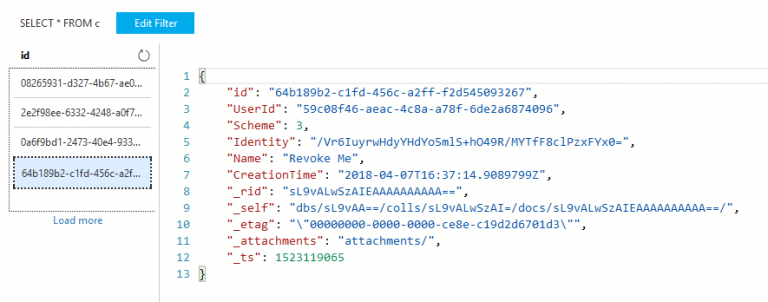 SELECT * FROM c
Edit Filter
id
08265931-d327-4b67-ae0...
2e2f98ee-6332-4248-a0f7...
0a6f9bd1-2473-40e4-933...
64b189b2-c1fd-456c-a2f...
Load more
1 {
2 "id": "64b189b2-c1fd-456c-a2ff-f2d545093267",
3 "UserId": "59c08f46-aeac-4c8a-a78f-6de2a6874096",
4 "Scheme": 3,
5 "Identity": "/Vr6IuyrwHdyYHdYo5mlS+hO49R/MYTfF8clPzxFYx0=",
6 "Name": "Revoke Me",
7 "CreationTime": "2018-04-07T16:37:14.9089799Z",
8 "_rid": "sL9vALwSzAIEAAAAAAAAAA==",
9 "_self": "dbs/sL9vAA==/colls/sL9vALwSzAI=/docs/sL9vALwSzAIEAAAAAAAAAA==/",
10 "_etag": "\"00000000-0000-0000-ce8e-c19d2d6701d3\"",
11 "_attachments": "attachments/",
12 "_ts": 1523119065
13 }